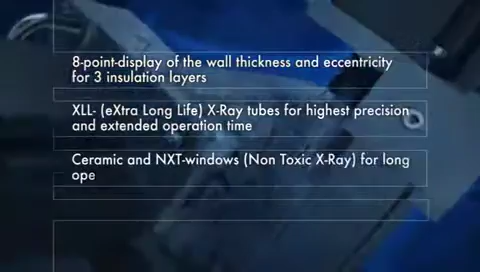 8-point-display of the wall thickness and eccentricity
for 3 insulation layers
XLL- (eXtra Long Life) X-Ray tubes for highest precision
and extended operation time
Ceramic and NXT-windows (Non Toxic X-Ray) for long
ope